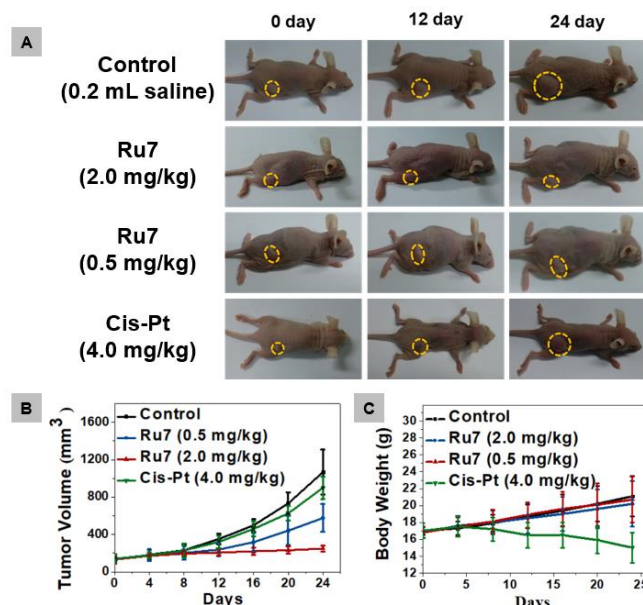 A
0 day 12 day 24 day
Control
(0.2 mL saline)
Ru7
(2.0 mg/kg)
Ru7
(0.5 mg/kg)
Cis-Pt
(4.0 mg/kg)
B
Tumor Volume (mm³)
1600
1200
800
400
0
Control
Ru7 (0.5 mg/kg)
Ru7 (2.0 mg/kg)
Cis-Pt (4.0 mg/kg)
0 4 8 12 16 20 24
Days
C
Body Weight (g)
32
30
28
26
24
22
20
18
16
14
12
10
Control
Ru7 (2.0 mg/kg)
Ru7 (0.5 mg/kg)
Cis-Pt (4.0 mg/kg)
0 5 10 15 20 25
Days